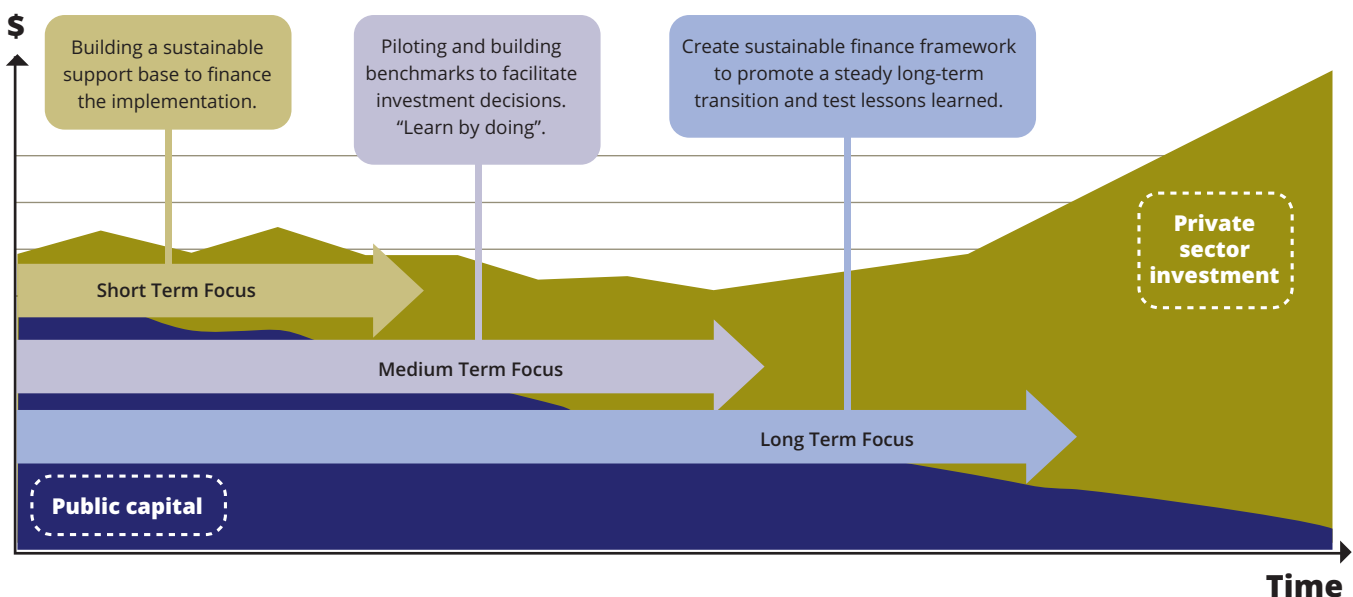 $
Building a sustainable
support base to finance
the implementation.
Piloting and building
benchmarks to facilitate
investment decisions.
“Learn by doing”.
Create sustainable finance framework
to promote a steady long-term
transition and test lessons learned.
Private
sector
investment
Short Term Focus
Medium Term Focus
Long Term Focus
Public capital
Time